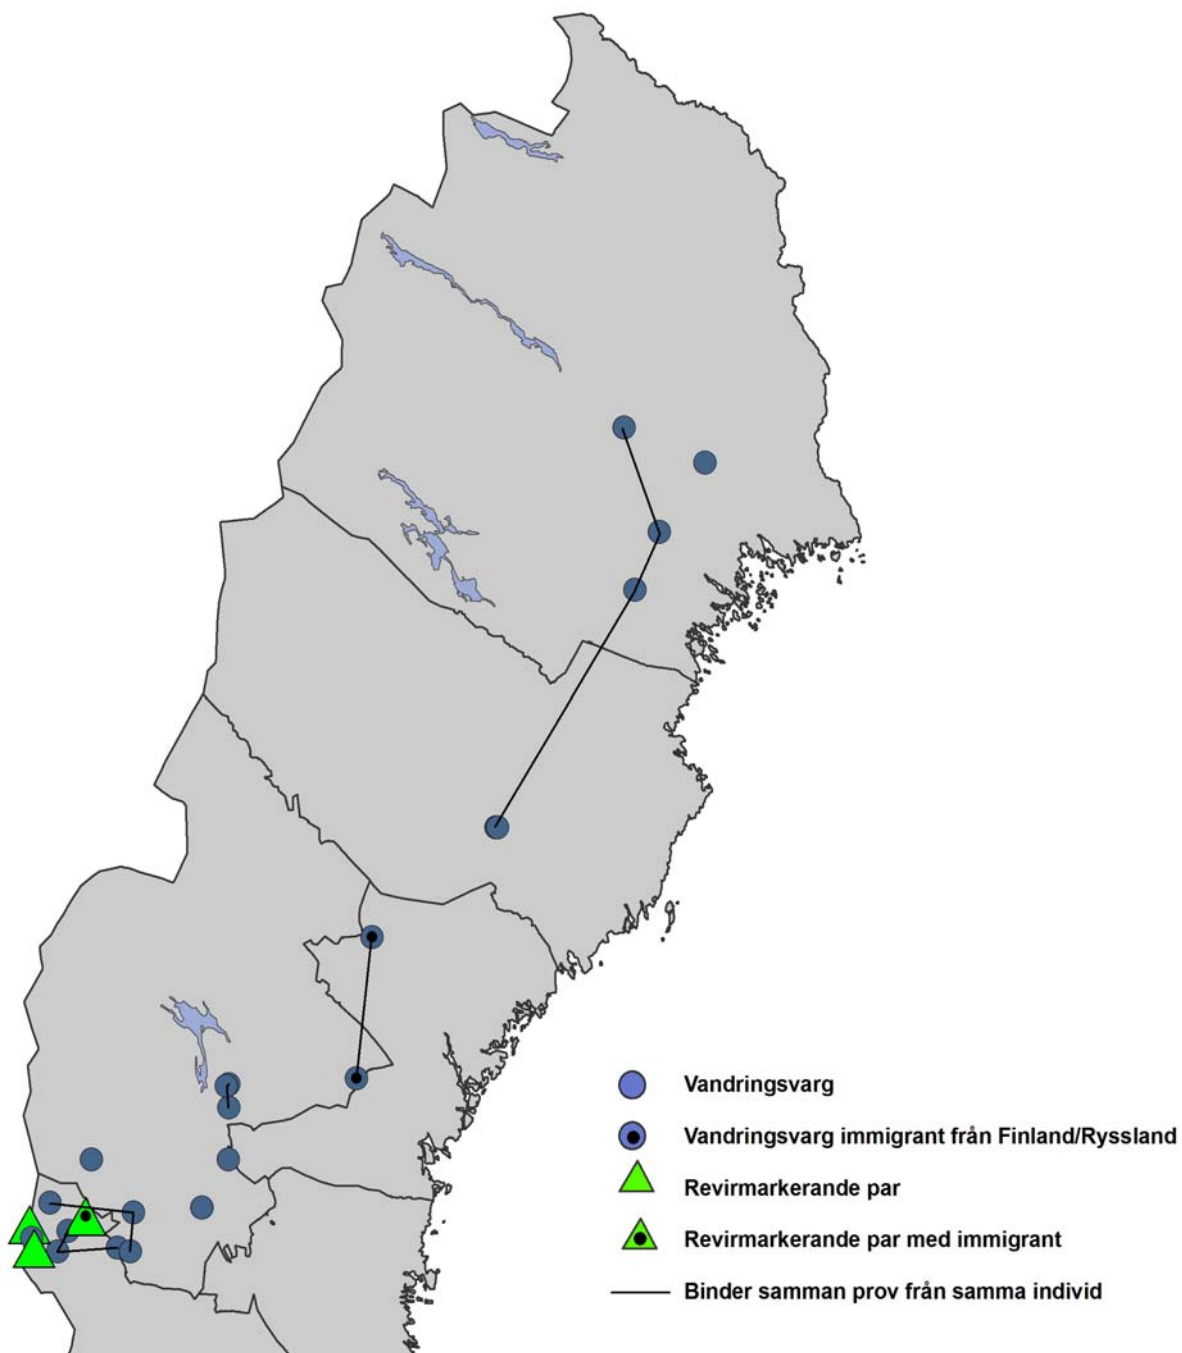 Vandringsvarg
Vandringsvarg immigrant från Finland/Ryssland
Revirmarkerande par
Revirmarkerande par med immigrant
Binder samman prov från samma individ